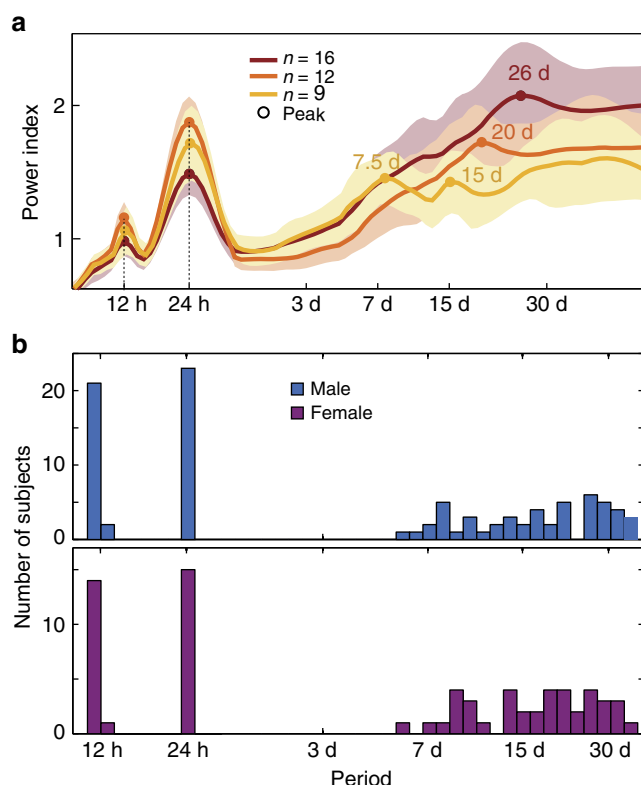 a
Power index
2
1
n = 16
n = 12
n = 9
Peak
26 d
20 d
7.5 d
15 d
12 h 24 h 3 d 7 d 15 d 30 d
b
Number of subjects
20
10
0
Male
Female
10
0
12 h 24 h 3 d 7 d 15 d 30 d
Period